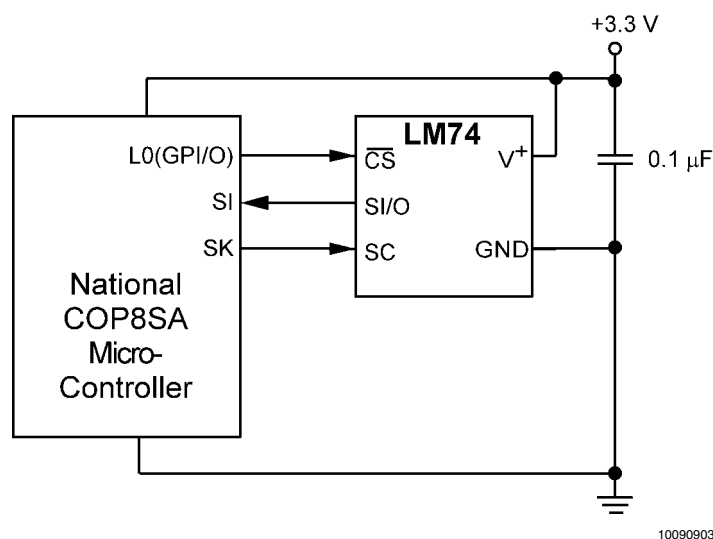 +3.3 V
LM74
L0(GPI/O)
CS
V+
0.1 μF
SI
SI/O
SK
SC
GND
National
COP8SA
Micro-
Controller
10090903